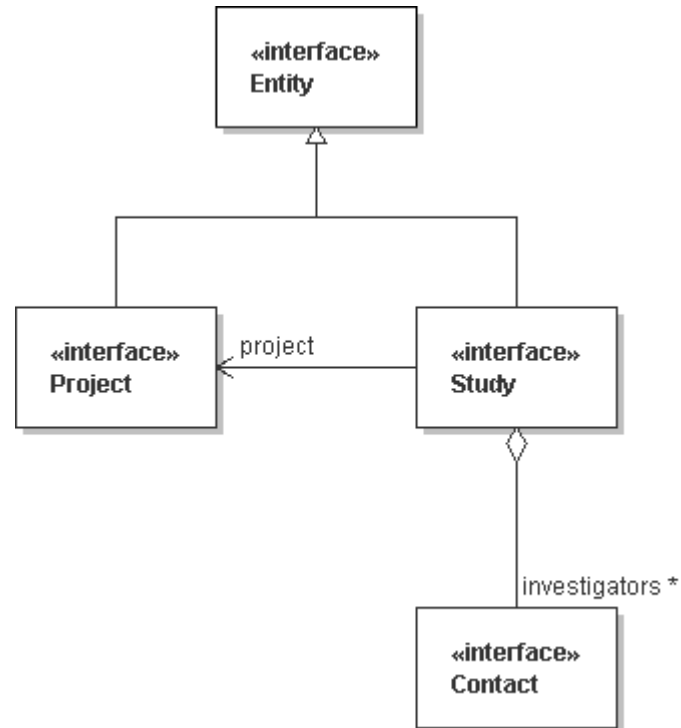 «interface»
Entity
project
«interface»
Project
«interface»
Study
investigators *
«interface»
Contact